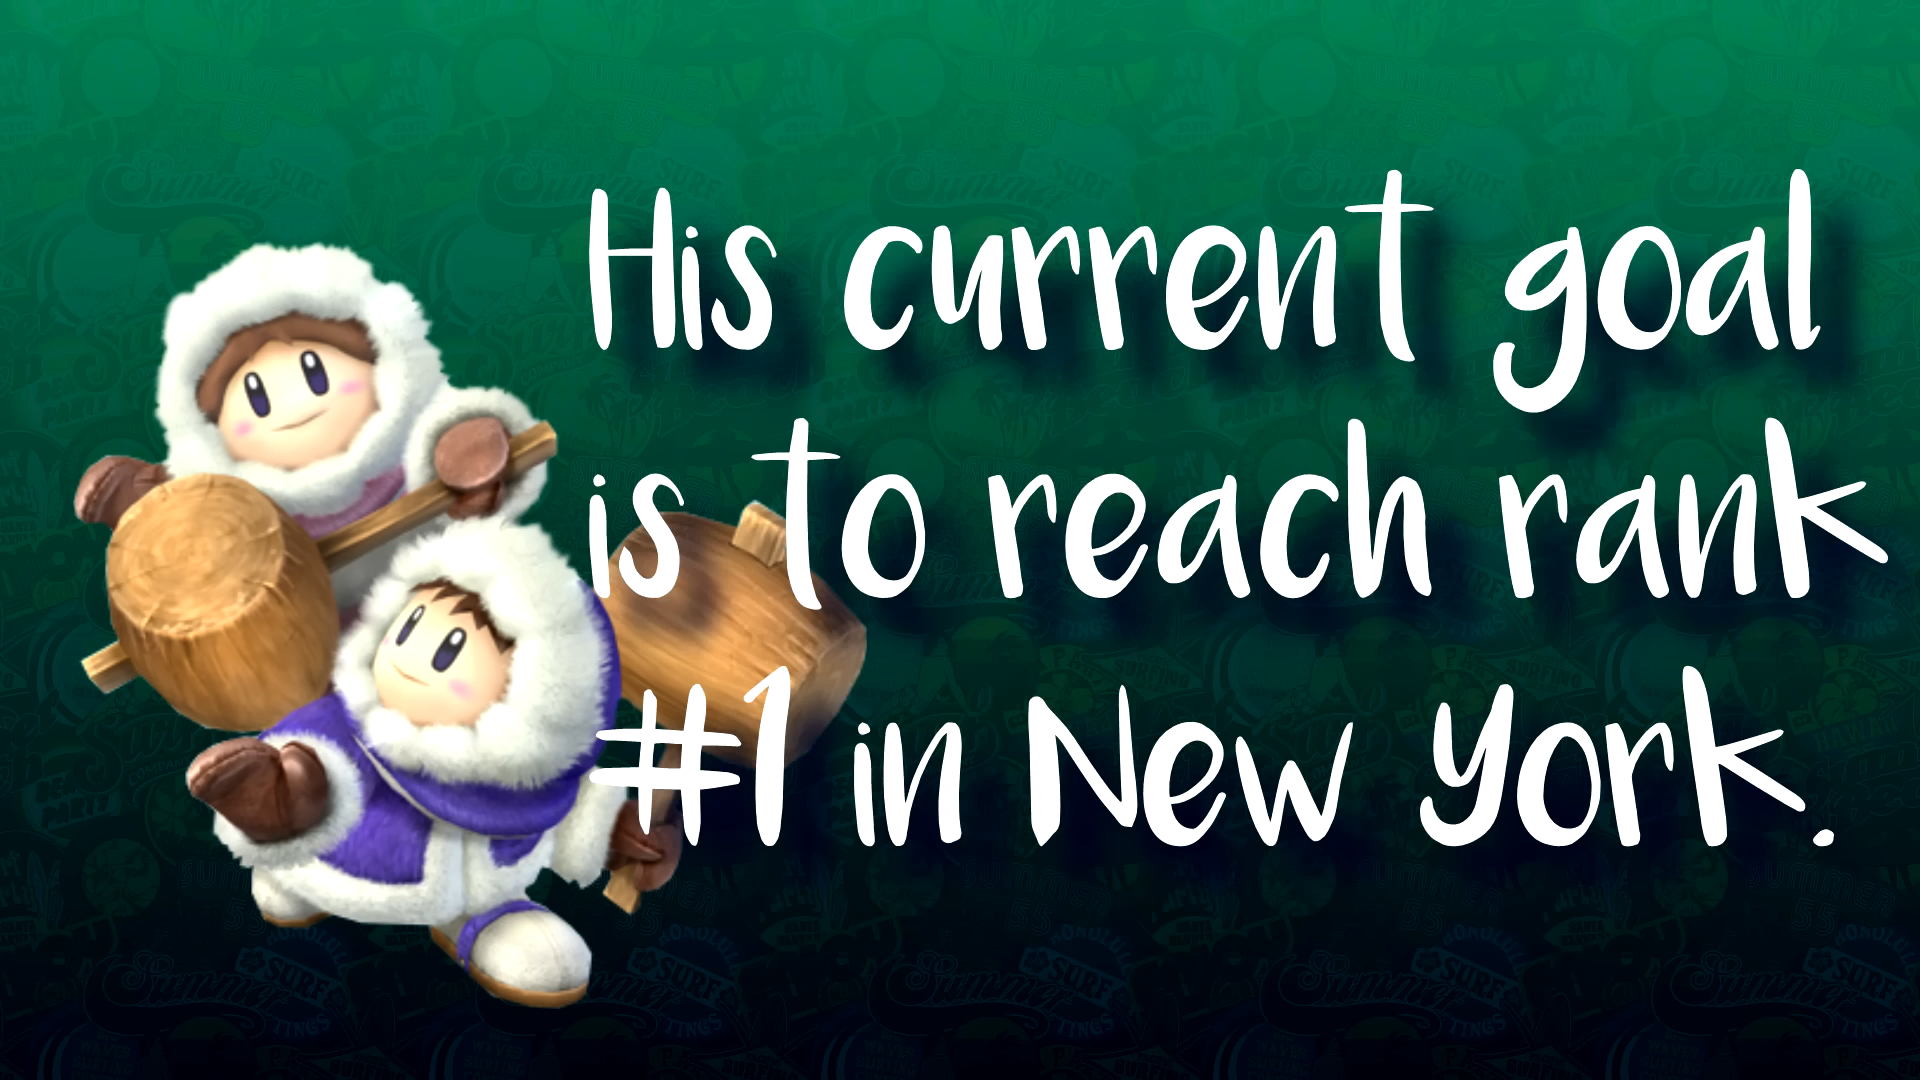 His current goal
is to reach rank
#1 in New York.